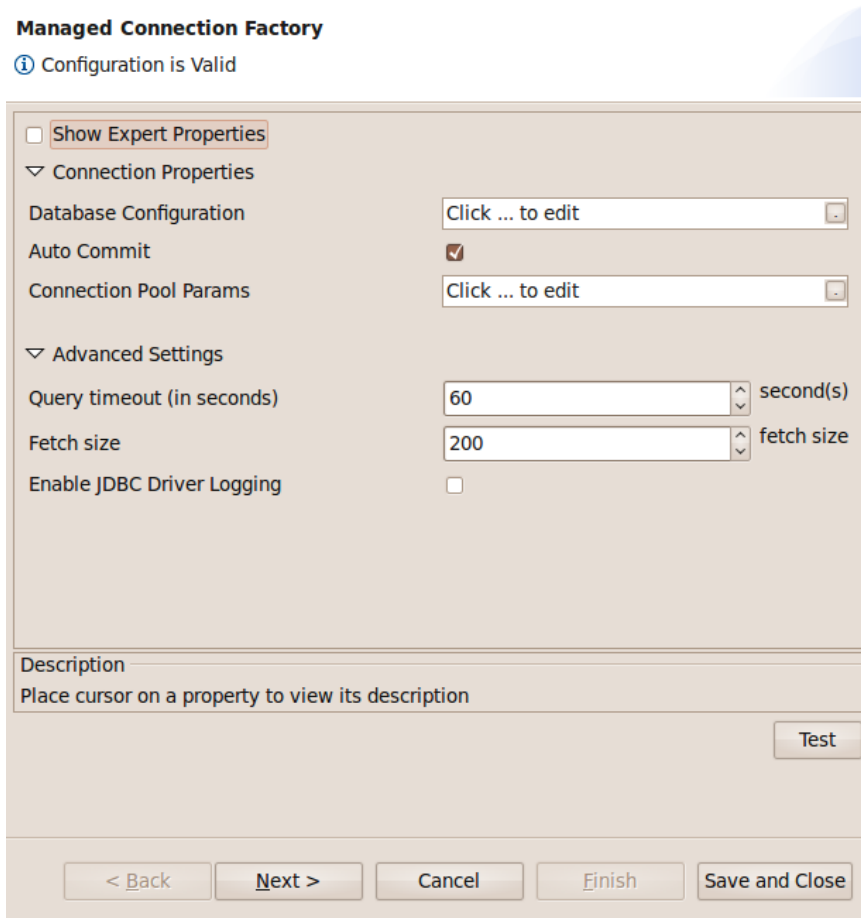 Managed Connection Factory
Configuration is Valid
Show Expert Properties
Connection Properties
Database Configuration Click ... to edit .
Auto Commit
Connection Pool Params Click ... to edit .
Advanced Settings
Query timeout (in seconds) 60 second(s)
Fetch size 200 fetch size
Enable JDBC Driver Logging
Description
Place cursor on a property to view its description
Test
< Back Next > Cancel Finish Save and Close